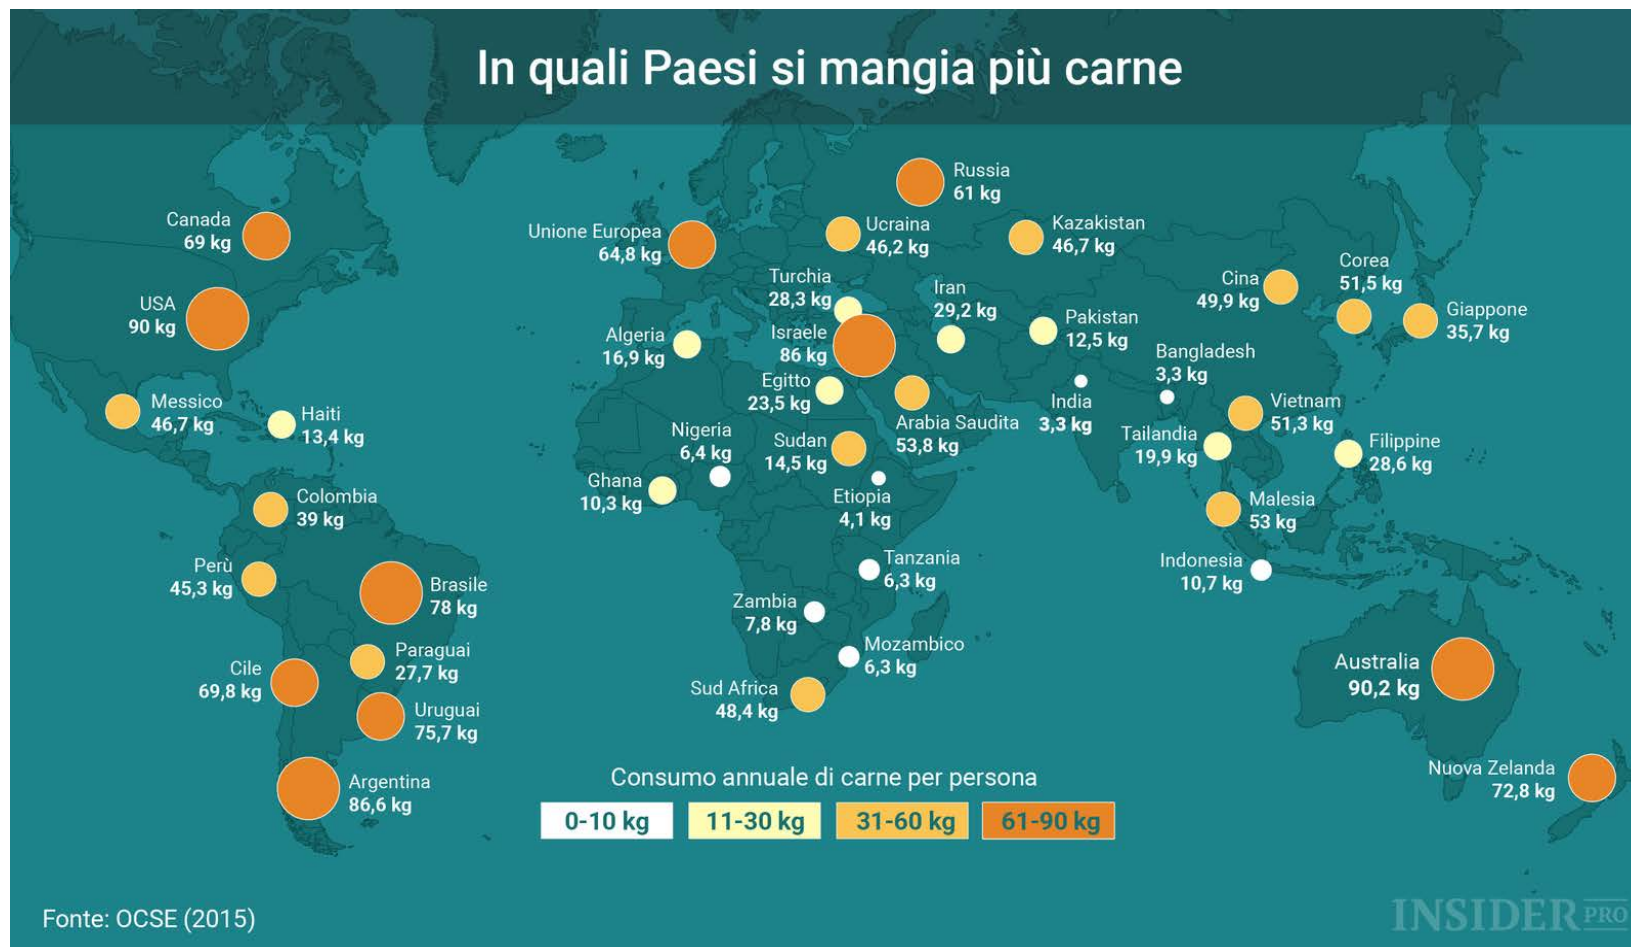 In quali Paesi si mangia più carne
Russia
61 kg
Canada
69 kg
Unione Europea
64,8 kg
Ucraina
46,2 kg
Kazakistan
46,7 kg
USA
90 kg
Turchia
28,3 kg
Iran
29,2 kg
Cina
49,9 kg
Corea
51,5 kg
Giappone
35,7 kg
Algeria
16,9 kg
Israele
86 kg
Pakistan
12,5 kg
Bangladesh
3,3 kg
Messico
46,7 kg
Haiti
13,4 kg
Egitto
23,5 kg
Arabia Saudita
53,8 kg
India
3,3 kg
Vietnam
51,3 kg
Nigeria
6,4 kg
Sudan
14,5 kg
Tailandia
19,9 kg
Filippine
28,6 kg
Ghana
10,3 kg
Etiopia
4,1 kg
Colombia
39 kg
Malesia
53 kg
Perù
45,3 kg
Brasile
78 kg
Tanzania
6,3 kg
Indonesia
10,7 kg
Zambia
7,8 kg
Mozambico
6,3 kg
Cile
69,8 kg
Paraguai
27,7 kg
Sud Africa
48,4 kg
Australia
90,2 kg
Uruguai
75,7 kg
Argentina
86,6 kg
Nuova Zelanda
72,8 kg
Consumo annuale di carne per persona
0-10 kg
11-30 kg
31-60 kg
61-90 kg
Fonte: OCSE (2015)
INSIDER PRO